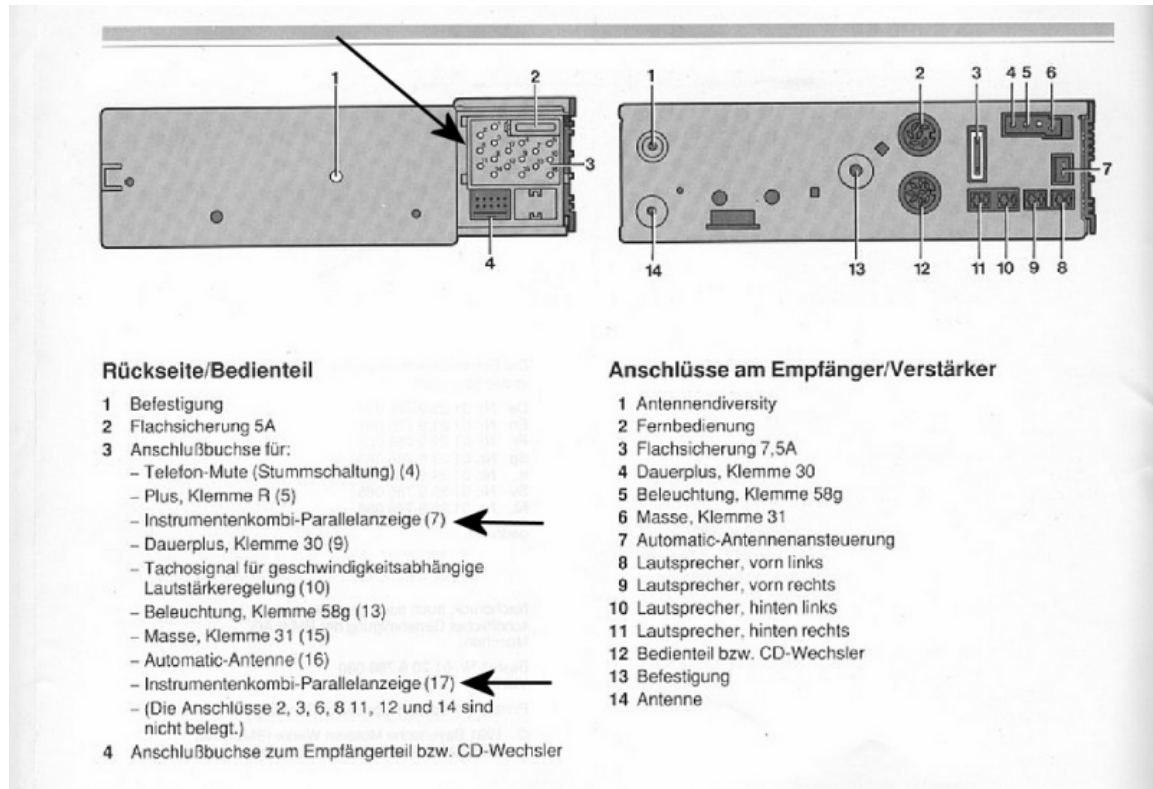 1
2
3
4
1
2
3
4 5 6
7
14
13
12
11
10
9
8
Rückseite/Bedienteil
1 Befestigung
2 Flachsicherung 5A
3 Anschlußbuchse für:
– Telefon-Mute (Stummschaltung) (4)
– Plus, Klemme R (5)
– Instrumentenkombi-Parallelanzeige (7)
– Dauerplus, Klemme 30 (9)
– Tachosignal für geschwindigkeitsabhängige
Lautstärkeregelung (10)
– Beleuchtung, Klemme 58g (13)
– Masse, Klemme 31 (15)
– Automatic-Antenne (16)
– Instrumentenkombi-Parallelanzeige (17)
– (Die Anschlüsse 2, 3, 6, 8 11, 12 und 14 sind
nicht belegt.)
4 Anschlußbuchse zum Empfängerteil bzw. CD-Wechsler
Anschlüsse am Empfänger/Verstärker
1 Antennendiversity
2 Fernbedienung
3 Flachsicherung 7,5A
4 Dauerplus, Klemme 30
5 Beleuchtung, Klemme 58g
6 Masse, Klemme 31
7 Automatic-Antennenansteuerung
8 Lautsprecher, vorn links
9 Lautsprecher, vorn rechts
10 Lautsprecher, hinten links
11 Lautsprecher, hinten rechts
12 Bedienteil bzw. CD-Wechsler
13 Befestigung
14 Antenne